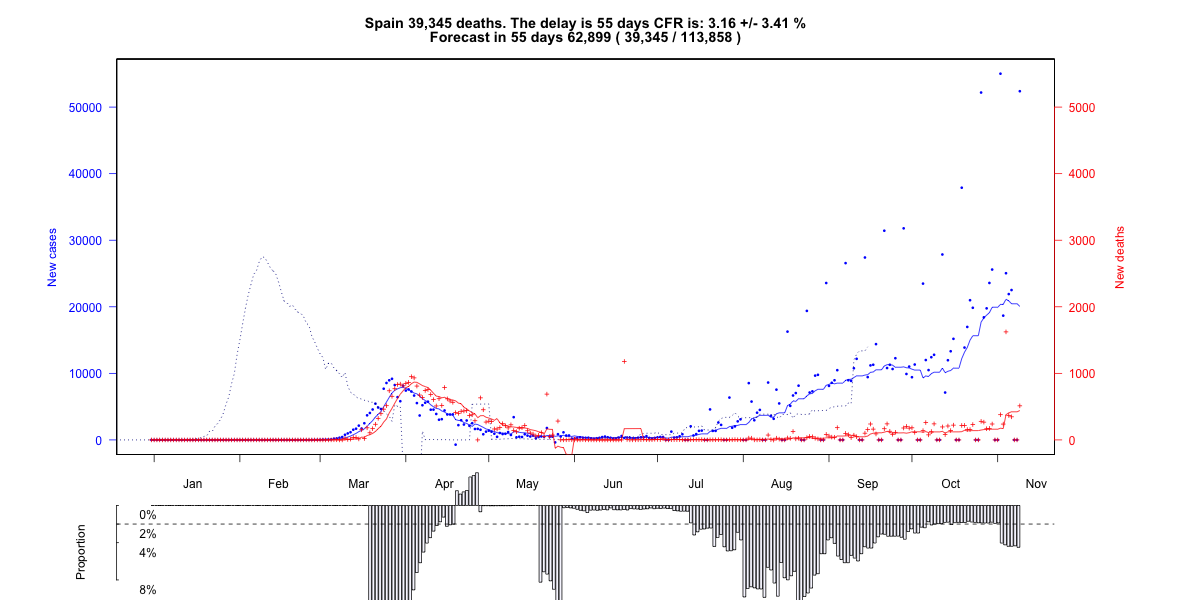 Spain 39,345 deaths. The delay is 55 days CFR is: 3.16 +/- 3.41 %
Forecast in 55 days 62,899 ( 39,345 / 113,858 )
50000
40000
30000
20000
10000
0
New cases
5000
4000
3000
2000
1000
0
New deaths
Jan Feb Mar Apr May Jun Jul Aug Sep Oct Nov
Proportion
0%
2%
4%
8%